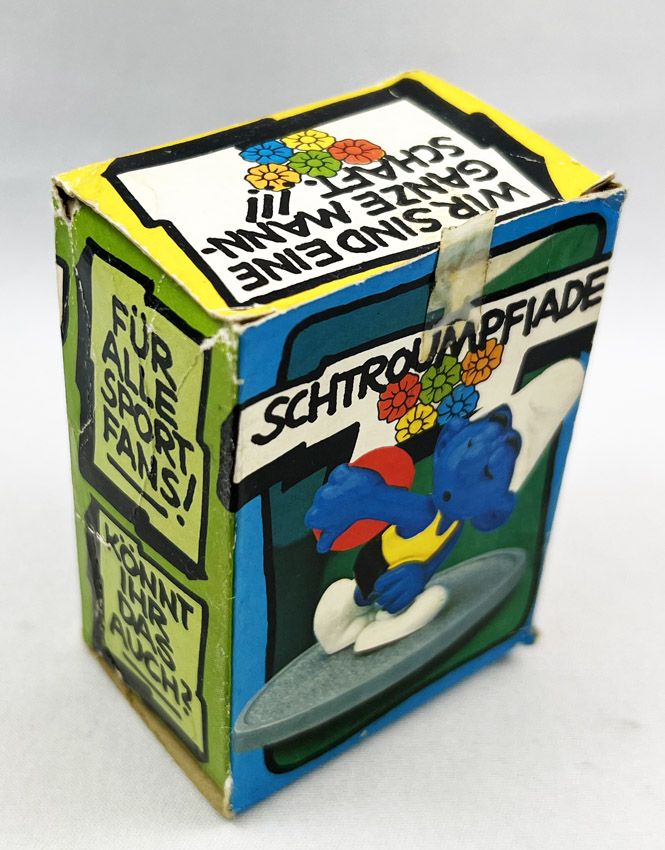 WIR SIND EINE
GANZE MANN-
SCHAFT.
!!!
SCHTROUMPFIADE
FÜR
ALLE
SPORT
FANS!
KÖNNT
IHR
DAS
AUCH?